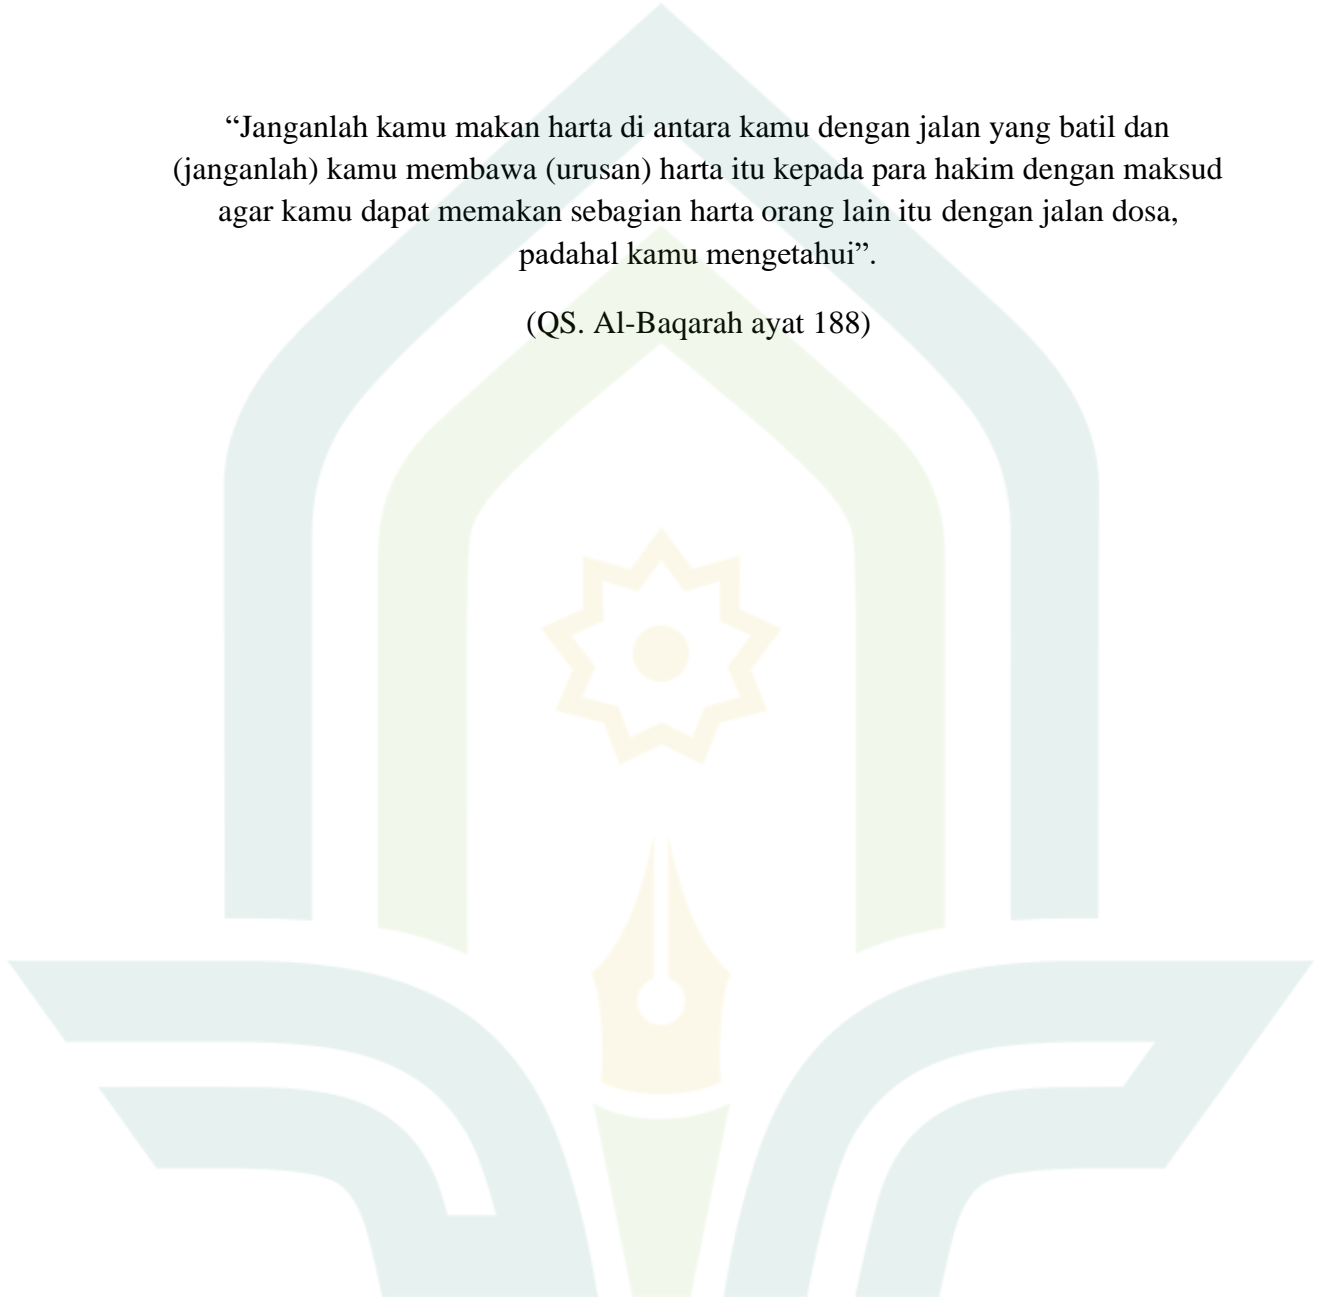 “Janganlah kamu makan harta di antara kamu dengan jalan yang batil dan
(janganlah) kamu membawa (urusan) harta itu kepada para hakim dengan maksud
agar kamu dapat memakan sebagian harta orang lain itu dengan jalan dosa,
padahal kamu mengetahui”.
(QS. Al-Baqarah ayat 188)